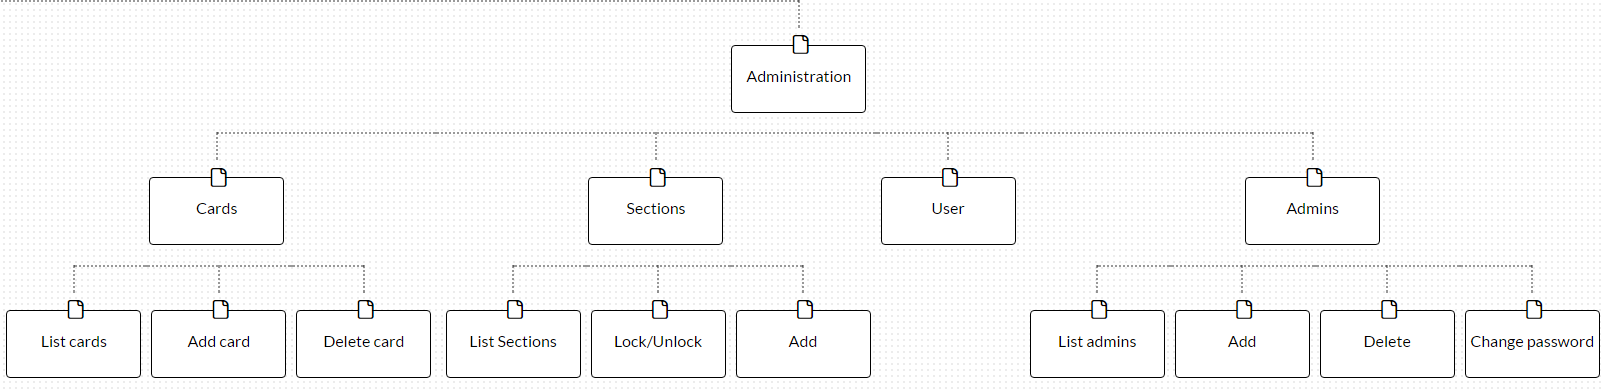 Administration
Cards
Sections
User
Admins
List cards
Add card
Delete card
List Sections
Lock/Unlock
Add
List admins
Add
Delete
Change password